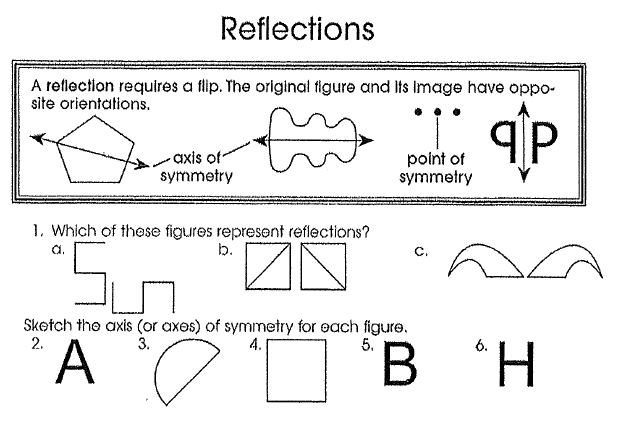 Reflections
A reflection requires a flip. The original figure and its image have oppo-
site orientations.
axis of
symmetry
point of
symmetry
qp
1. Which of these figures represent reflections?
a.
b.
c.
Sketch the axis (or axes) of symmetry for each figure.
2. A
3.
4.
5. B
6. H